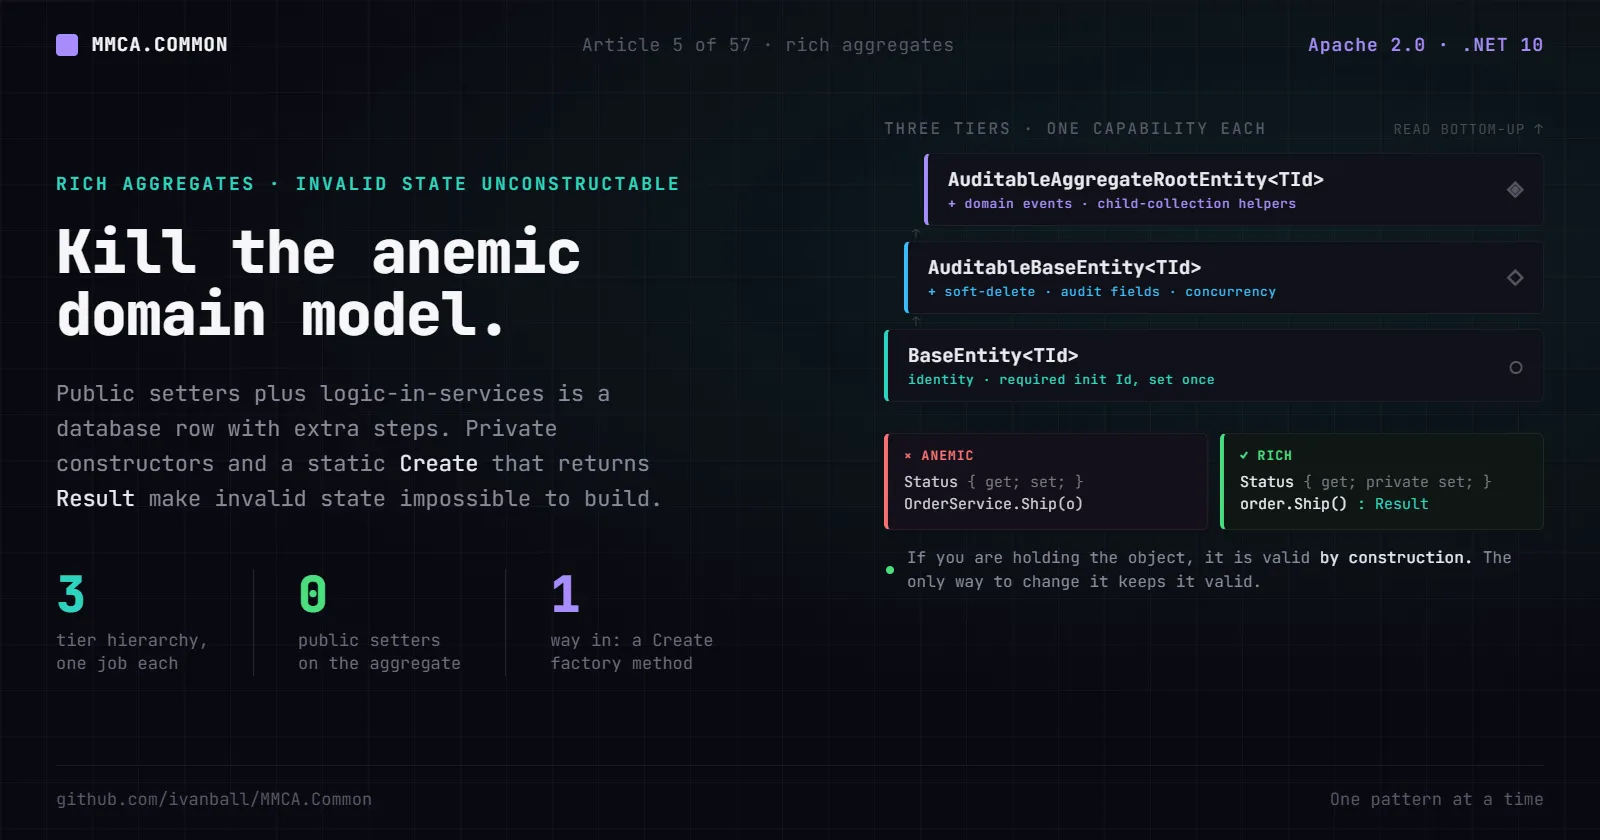 MMCA.COMMON
Article 5 of 57 · rich aggregates
Apache 2.0 · .NET 10
RICH AGGREGATES · INVALID STATE UNCONSTRUCTABLE
Kill the anemic
domain model.
Public setters plus logic-in-services is a
database row with extra steps. Private
constructors and a static Create that returns
Result make invalid state impossible to build.
3
tier hierarchy,
one job each
0
public setters
on the aggregate
1
way in: a Create
factory method
THREE TIERS · ONE CAPABILITY EACH
READ BOTTOM-UP ↑
AuditableAggregateRootEntity<TId>
+ domain events · child-collection helpers
↑
AuditableBaseEntity<TId>
+ soft-delete · audit fields · concurrency
↑
BaseEntity<TId>
identity · required init Id, set once
× ANEMIC
Status { get; set; }
OrderService.Ship(o)
✓ RICH
Status { get; private set; }
order.Ship() : Result
If you are holding the object, it is valid by construction. The
only way to change it keeps it valid.
github.com/ivanball/MMCA.Common
One pattern at a time